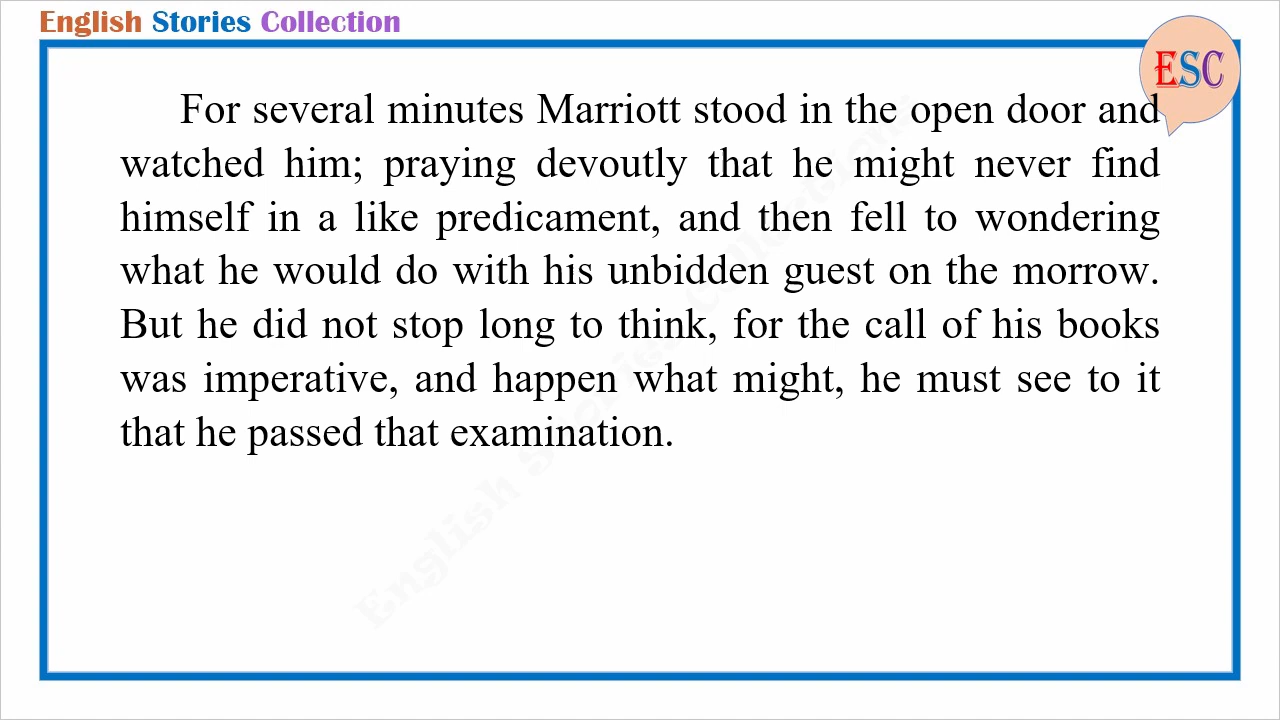 English Stories Collection
ESC
For several minutes Marriott stood in the open door and
watched him; praying devoutly that he might never find
himself in a like predicament, and then fell to wondering
what he would do with his unbidden guest on the morrow.
But he did not stop long to think, for the call of his books
was imperative, and happen what might, he must see to it
that he passed that examination.
English Stories Collections